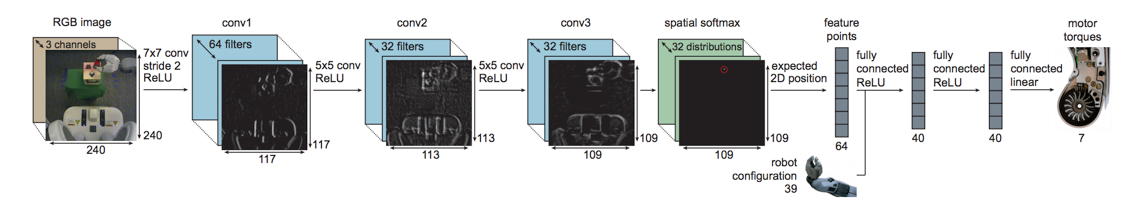 RGB image
3 channels
240
240
7x7 conv
stride 2
ReLU
conv1
64 filters
117
117
5x5 conv
ReLU
conv2
32 filters
113
113
5x5 conv
ReLU
conv3
32 filters
109
109
spatial softmax
32 distributions
109
109
expected
2D position
feature
points
64
robot
configuration
39
fully
connected
ReLU
40
fully
connected
ReLU
40
fully
connected
linear
motor
torques
7